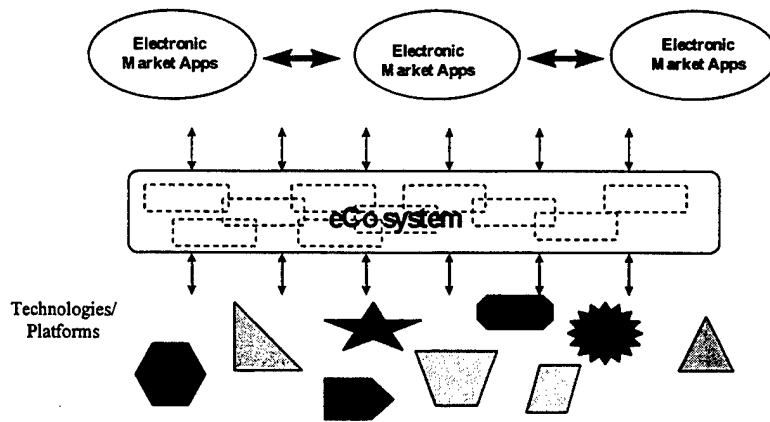 Electronic
Market Apps
Electronic
Market Apps
Electronic
Market Apps
eCo system
Technologies/
Platforms